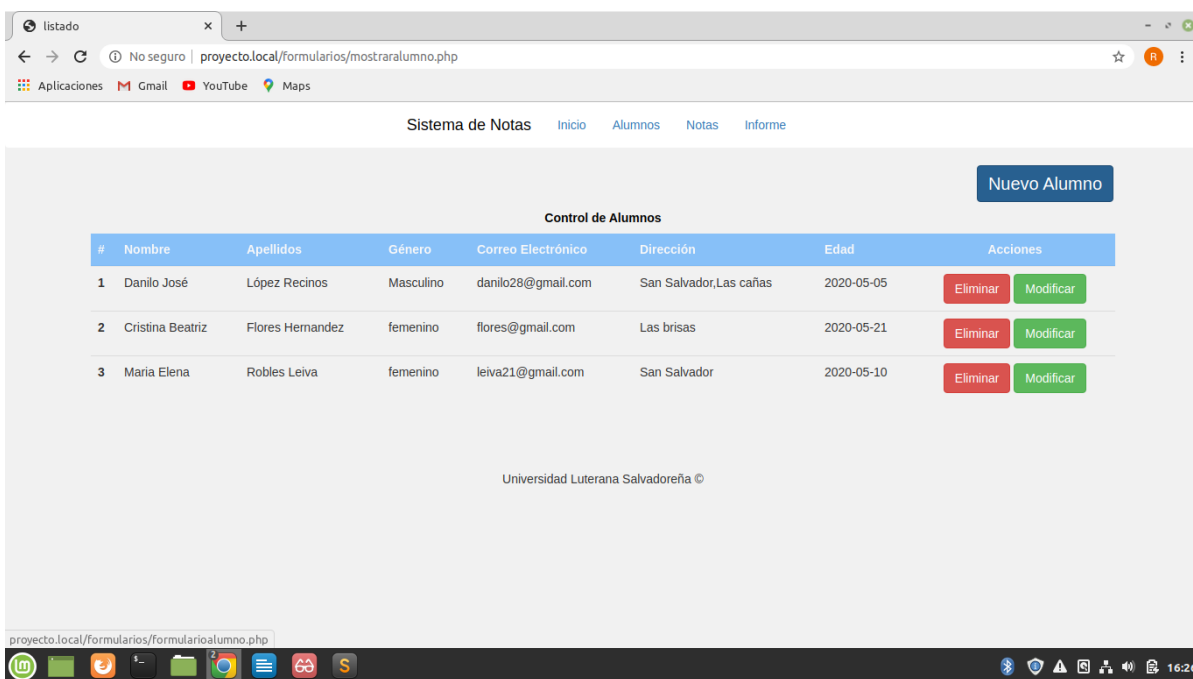 listado
No seguro | proyecto.local/formularios/mostraralumno.php
R
Aplicaciones Gmail YouTube Maps
Sistema de Notas Inicio Alumnos Notas Informe
Nuevo Alumno
Control de Alumnos
# Nombre Apellidos Género Correo Electrónico Dirección Edad Acciones
1 Danilo José López Recinos Masculino danilo28@gmail.com San Salvador,Las cañas 2020-05-05 Eliminar Modificar
2 Cristina Beatriz Flores Hernandez femenino flores@gmail.com Las brisas 2020-05-21 Eliminar Modificar
3 Maria Elena Robles Leiva femenino leiva21@gmail.com San Salvador 2020-05-10 Eliminar Modificar
Universidad Luterana Salvadoreña ©
proyecto.local/formularios/formularioalumno.php
2
S